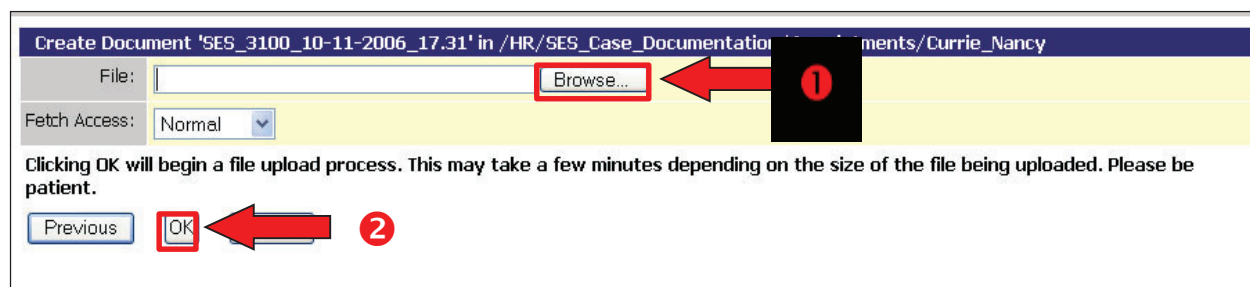 Create Document 'SES_3100_10-11-2006_17.31' in /HR/SES_Case_Documentation ments/Currie_Nancy
File: Browse... 1
Fetch Access: Normal
Clicking OK will begin a file upload process. This may take a few minutes depending on the size of the file being uploaded. Please be
patient.
Previous OK 2